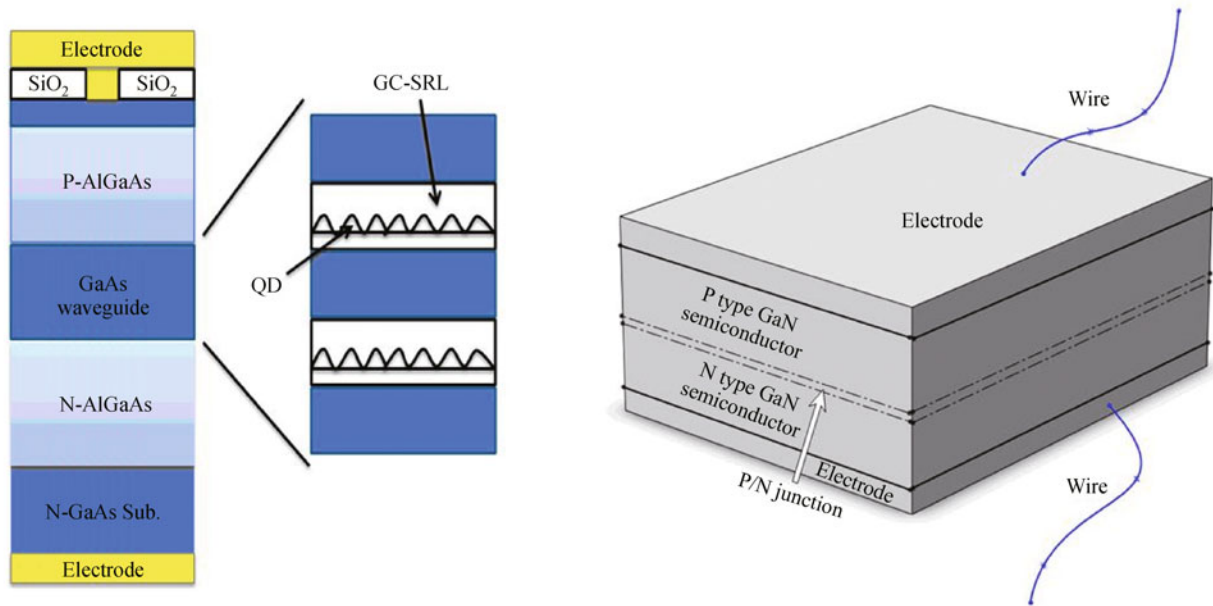 Electrode
SiO2
SiO2
P-AlGaAs
GaAs
waveguide
N-AlGaAs
N-GaAs Sub.
Electrode
GC-SRL
QD
Wire
Electrode
P type GaN
semiconductor
N type GaN
semiconductor
Electrode
P/N junction
Wire